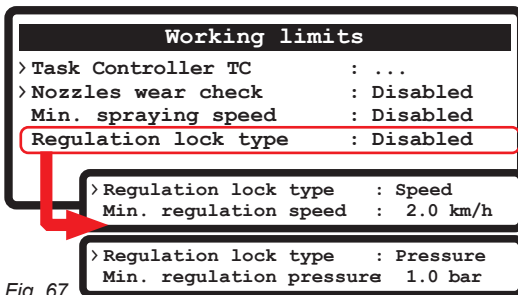 Working limits
>Task Controller TC : ...
>Nozzles wear check : Disabled
Min. spraying speed : Disabled
Regulation lock type : Disabled
>Regulation lock type : Speed
Min. regulation speed : 2.0 km/h
>Regulation lock type : Pressure
Min. regulation pressure 1.0 bar
Fig. 67